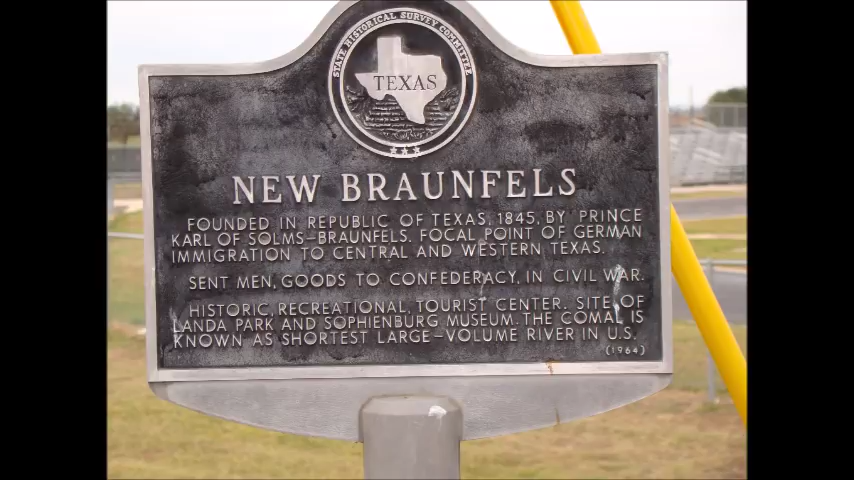 STATE HISTORICAL SURVEY COMMITTEE
TEXAS
NEW BRAUNFELS
FOUNDED IN REPUBLIC OF TEXAS, 1845, BY PRINCE
KARL OF SOLMS-BRAUNFELS. FOCAL POINT OF GERMAN
IMMIGRATION TO CENTRAL AND WESTERN TEXAS.
SENT MEN, GOODS TO CONFEDERACY, IN CIVIL WAR.
HISTORIC, RECREATIONAL, TOURIST CENTER. SITE OF
LANDA PARK AND SOPHIENBURG MUSEUM. THE COMAL IS
KNOWN AS SHORTEST LARGE-VOLUME RIVER IN U.S.
(1964)